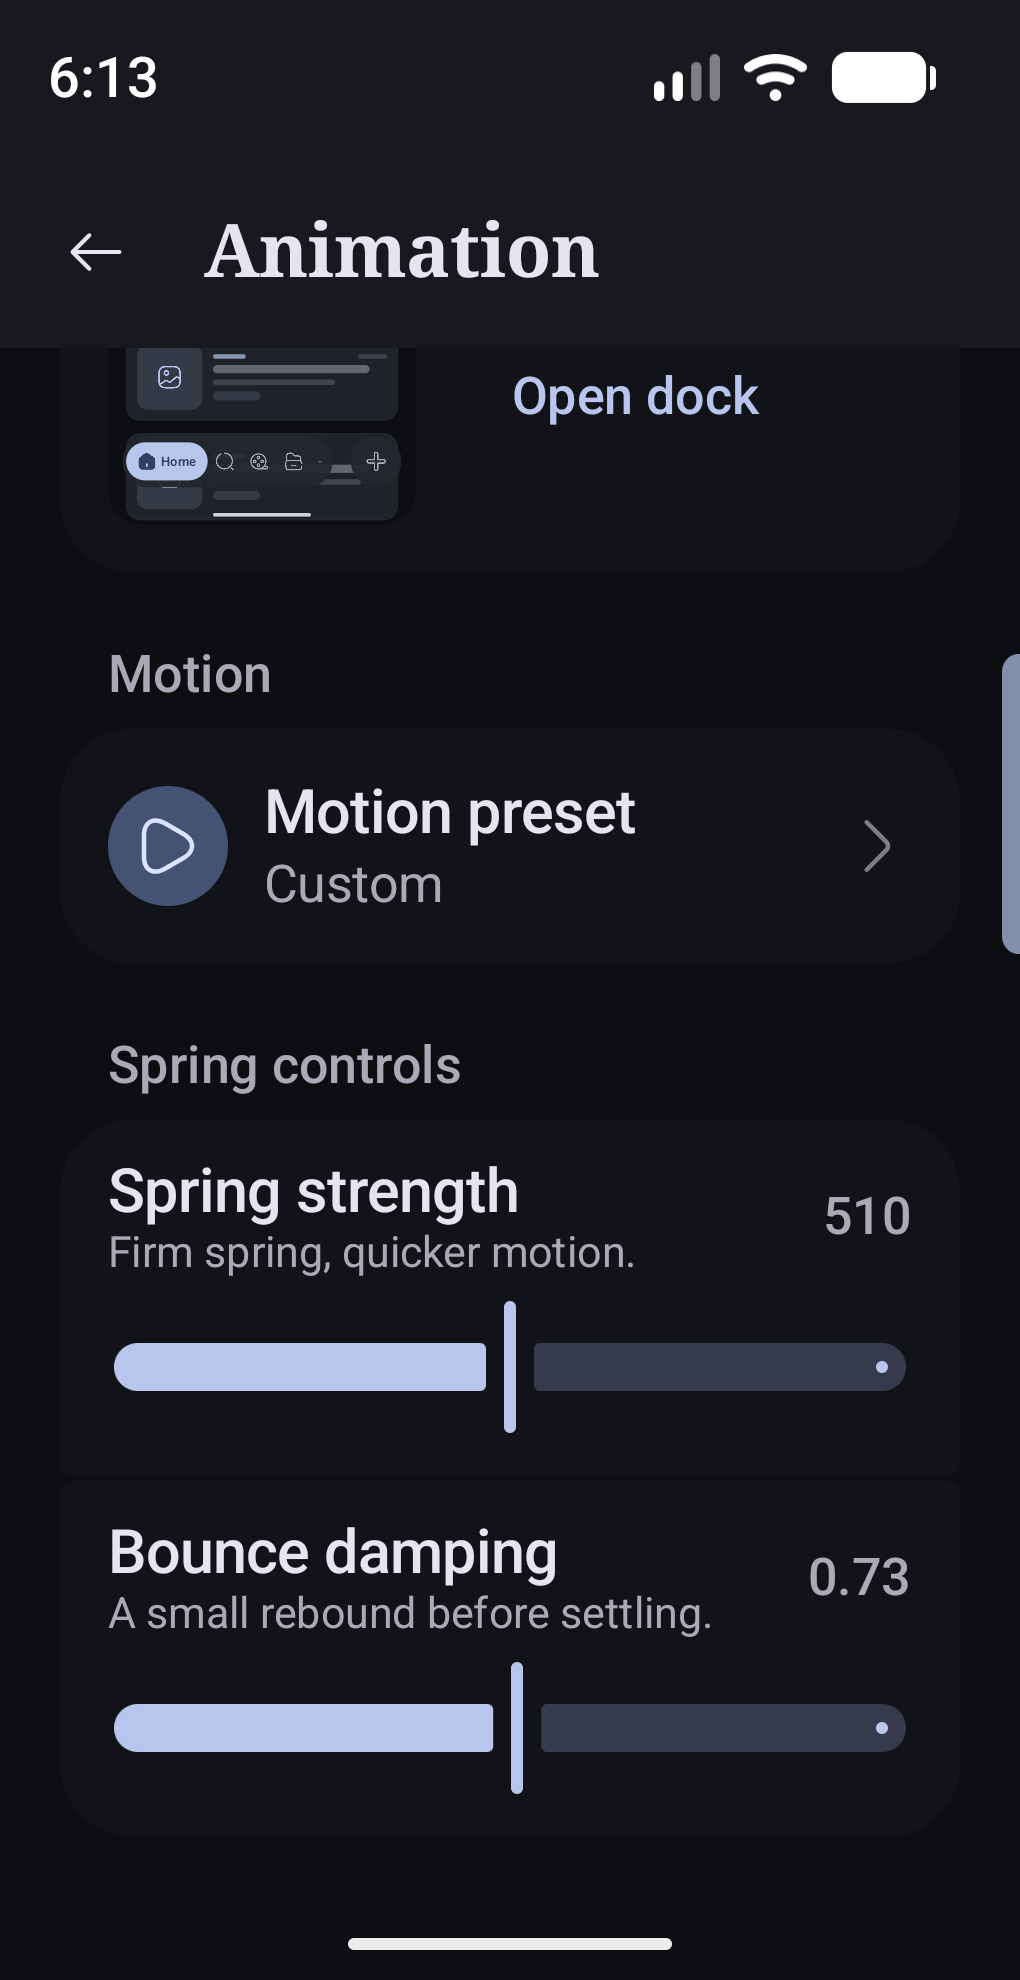 6:13
Animation
Open dock
Home
Motion
Motion preset
Custom
Spring controls
Spring strength
510
Firm spring, quicker motion.
Bounce damping
0.73
A small rebound before settling.